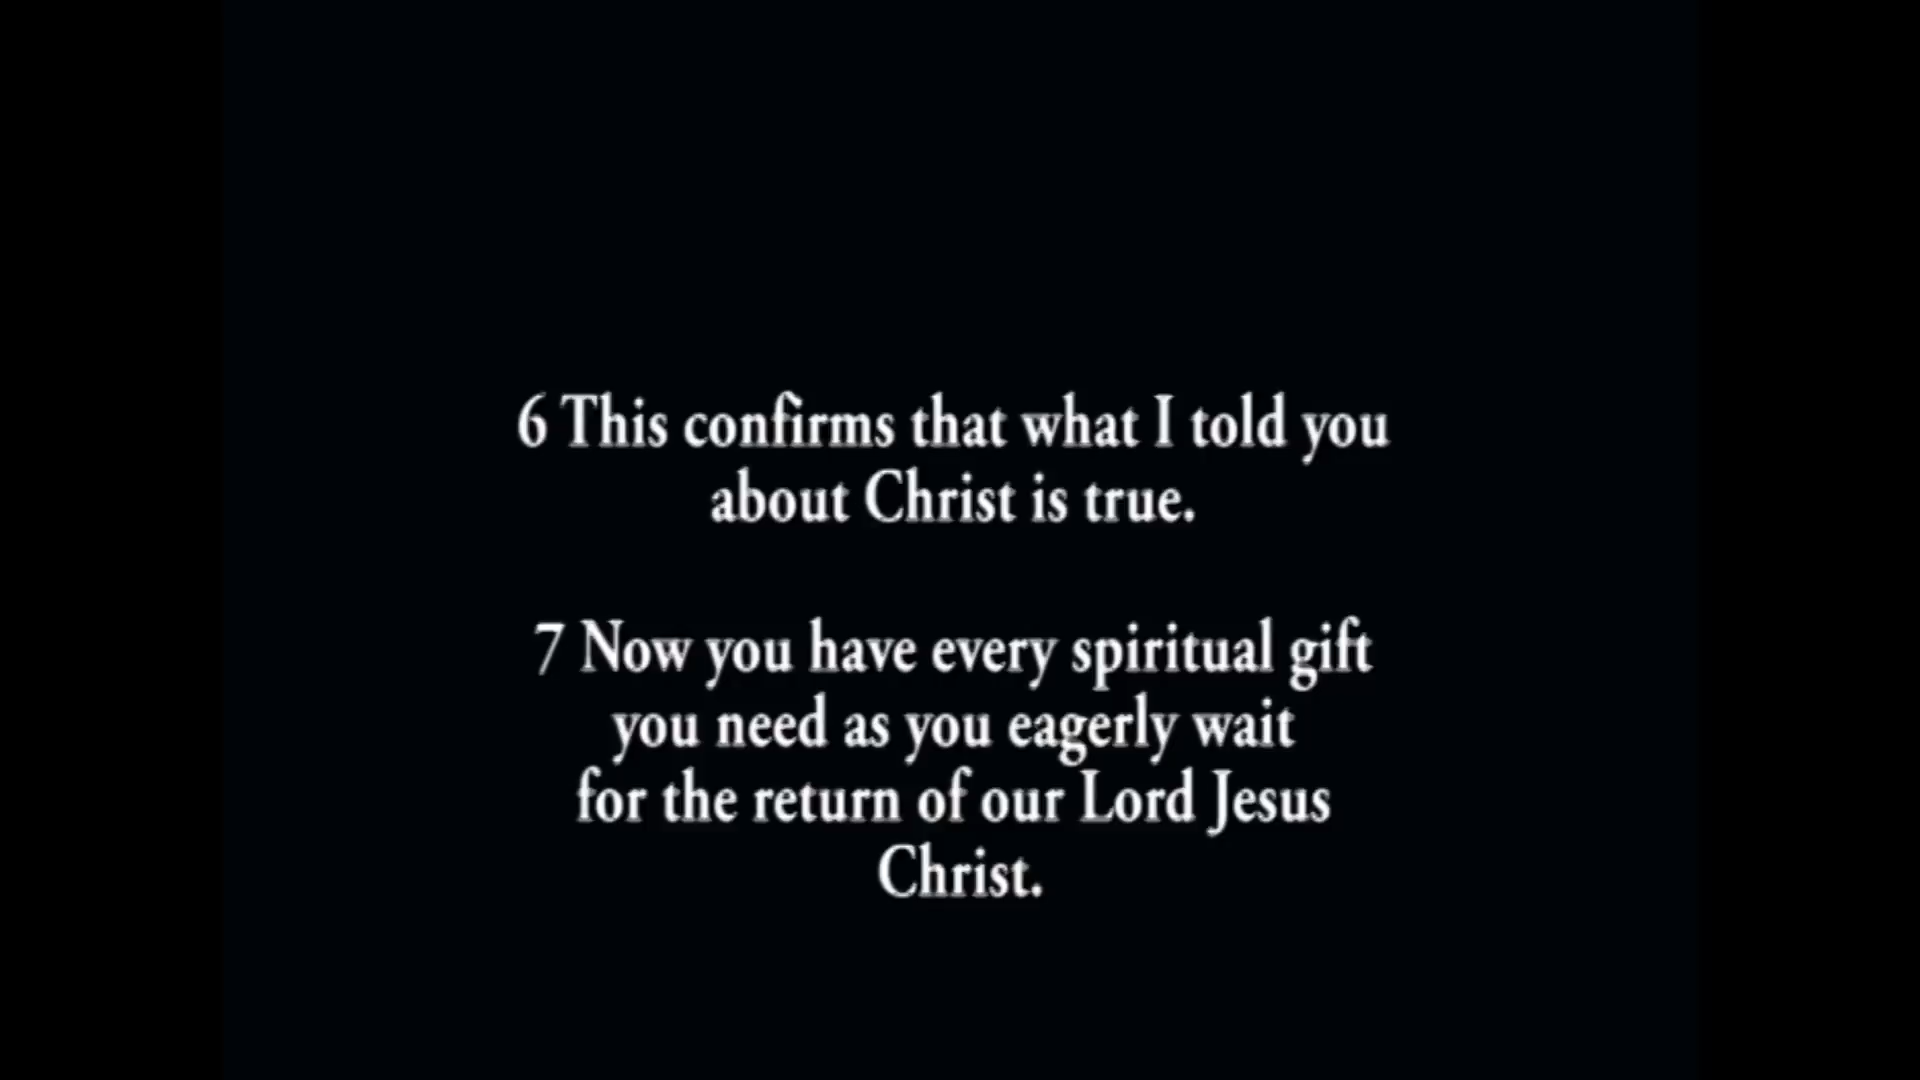 6 This confirms that what I told you
about Christ is true.
7 Now you have every spiritual gift
you need as you eagerly wait
for the return of our Lord Jesus
Christ.